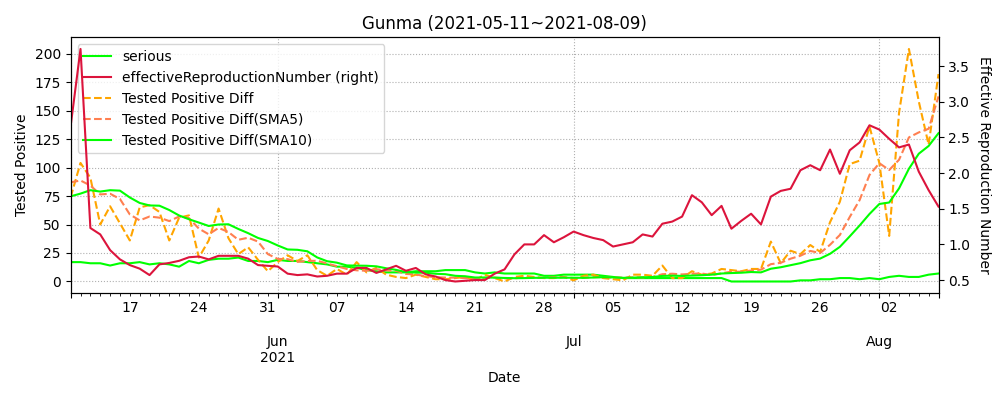 Gunma (2021-05-11~2021-08-09)
serious
effectiveReproductionNumber (right)
Tested Positive Diff
Tested Positive Diff(SMA5)
Tested Positive Diff(SMA10)
Tested Positive
200
175
150
125
100
75
50
25
0
3.5
3.0
2.5
2.0
1.5
1.0
0.5
Effective Reproduction Number
17 24 31 07 14 21 28 05 12 19 26 02
Jun Jul Aug
2021
Date